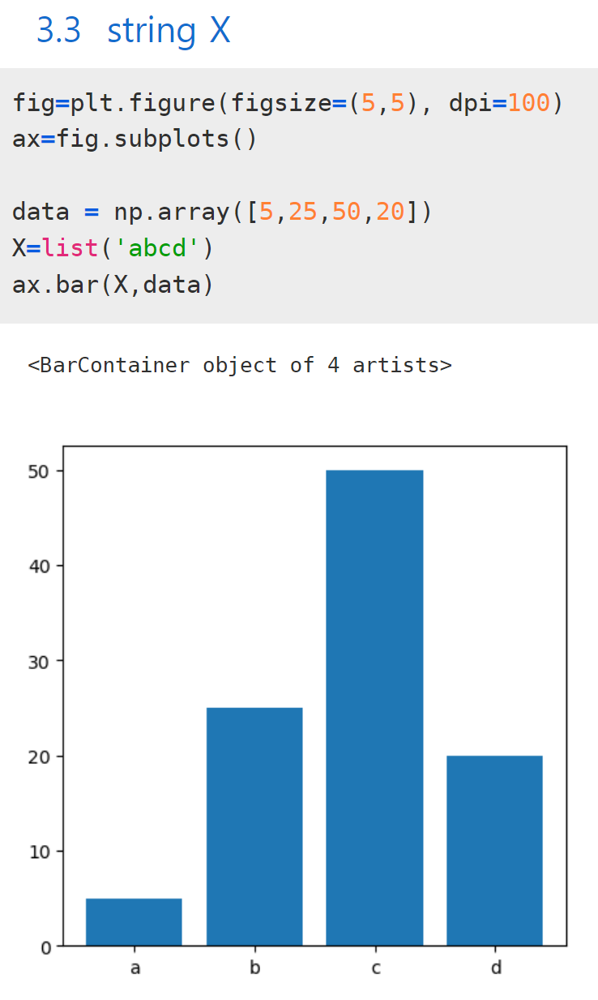 3.3 string X
fig=plt.figure(figsize=(5,5), dpi=100)
ax=fig.subplots()
data = np.array([5,25,50,20])
X=list('abcd')
ax.bar(X,data)
<BarContainer object of 4 artists>
50
40
30
20
10
0
a b c d